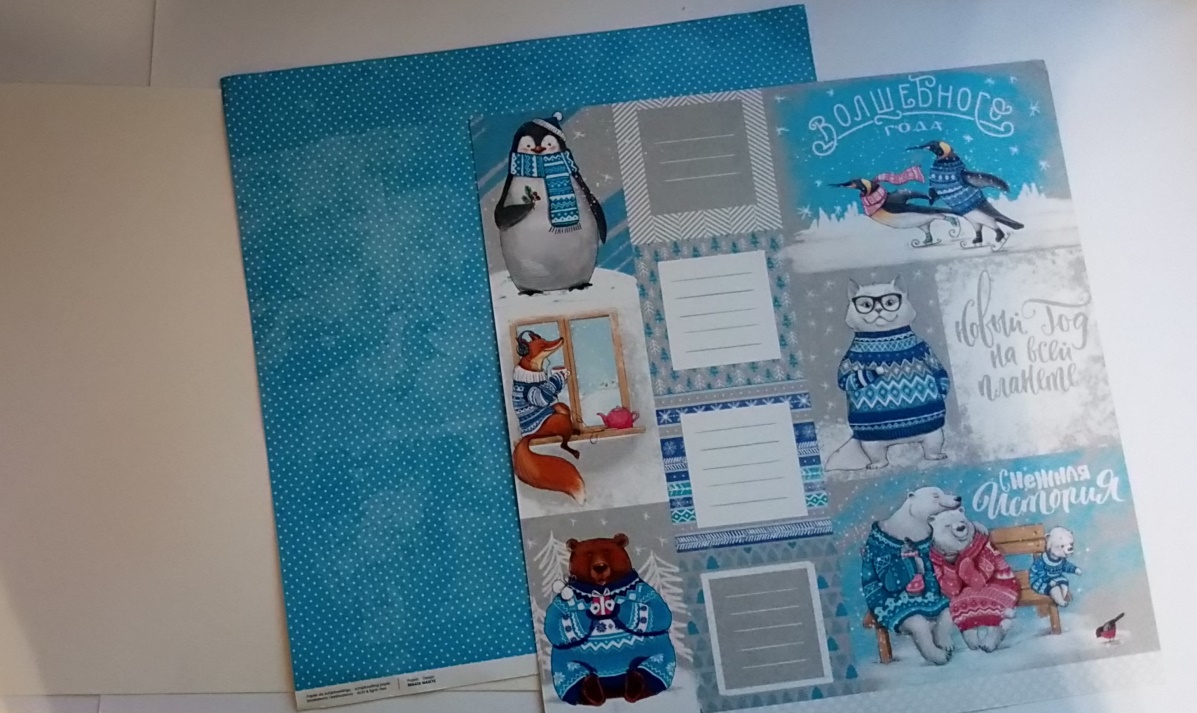 Волшебного
года
Новый Год
на всей
планете
Снежная
История